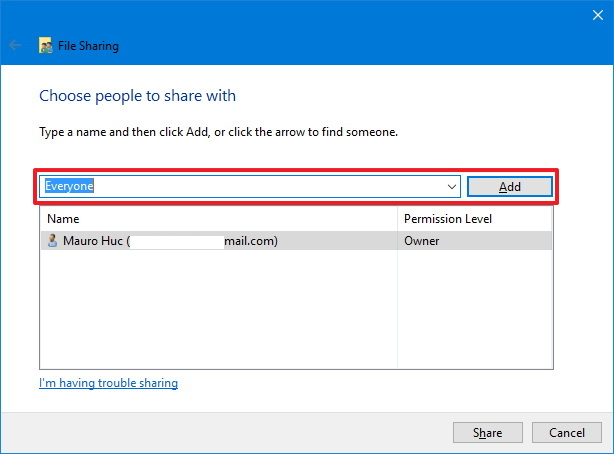 File Sharing
Choose people to share with
Type a name and then click Add, or click the arrow to find someone.
Everyone
Add
Name Permission Level
Mauro Huc ( mail.com) Owner
I'm having trouble sharing
Share Cancel